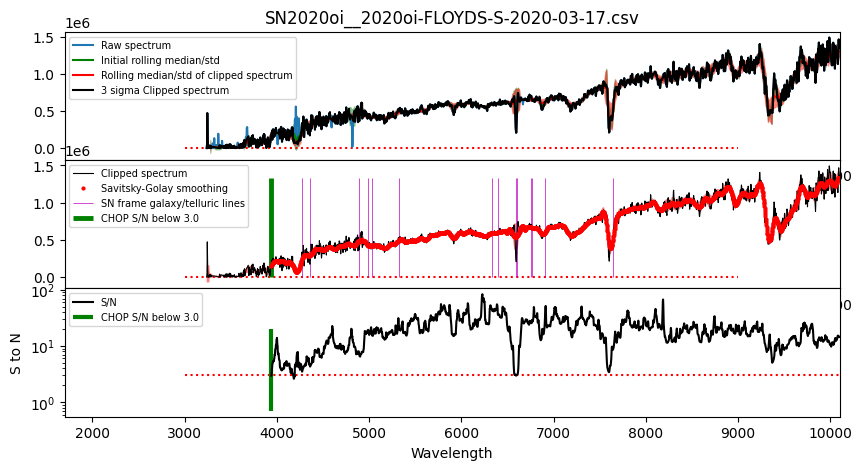 SN2020oi__2020oi-FLOYDS-S-2020-03-17.csv
1e6
1.5
1.0
0.5
0.0
Raw spectrum
Initial rolling median/std
Rolling median/std of clipped spectrum
3 sigma Clipped spectrum
1e6
1.5
1.0
0.5
0.0
Clipped spectrum
Savitsky-Golay smoothing
SN frame galaxy/telluric lines
CHOP S/N below 3.0
00
S to N
10²
10¹
10⁰
S/N
CHOP S/N below 3.0
00
2000 3000 4000 5000 6000 7000 8000 9000 10000
Wavelength